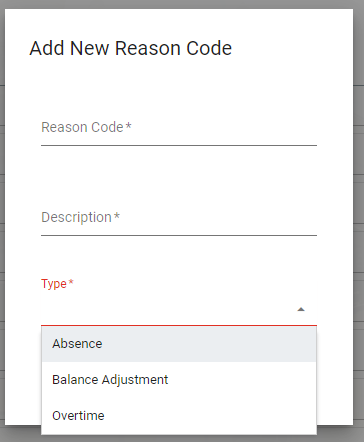 Add New Reason Code
Reason Code *
Description *
Type *
Absence
Balance Adjustment
Overtime